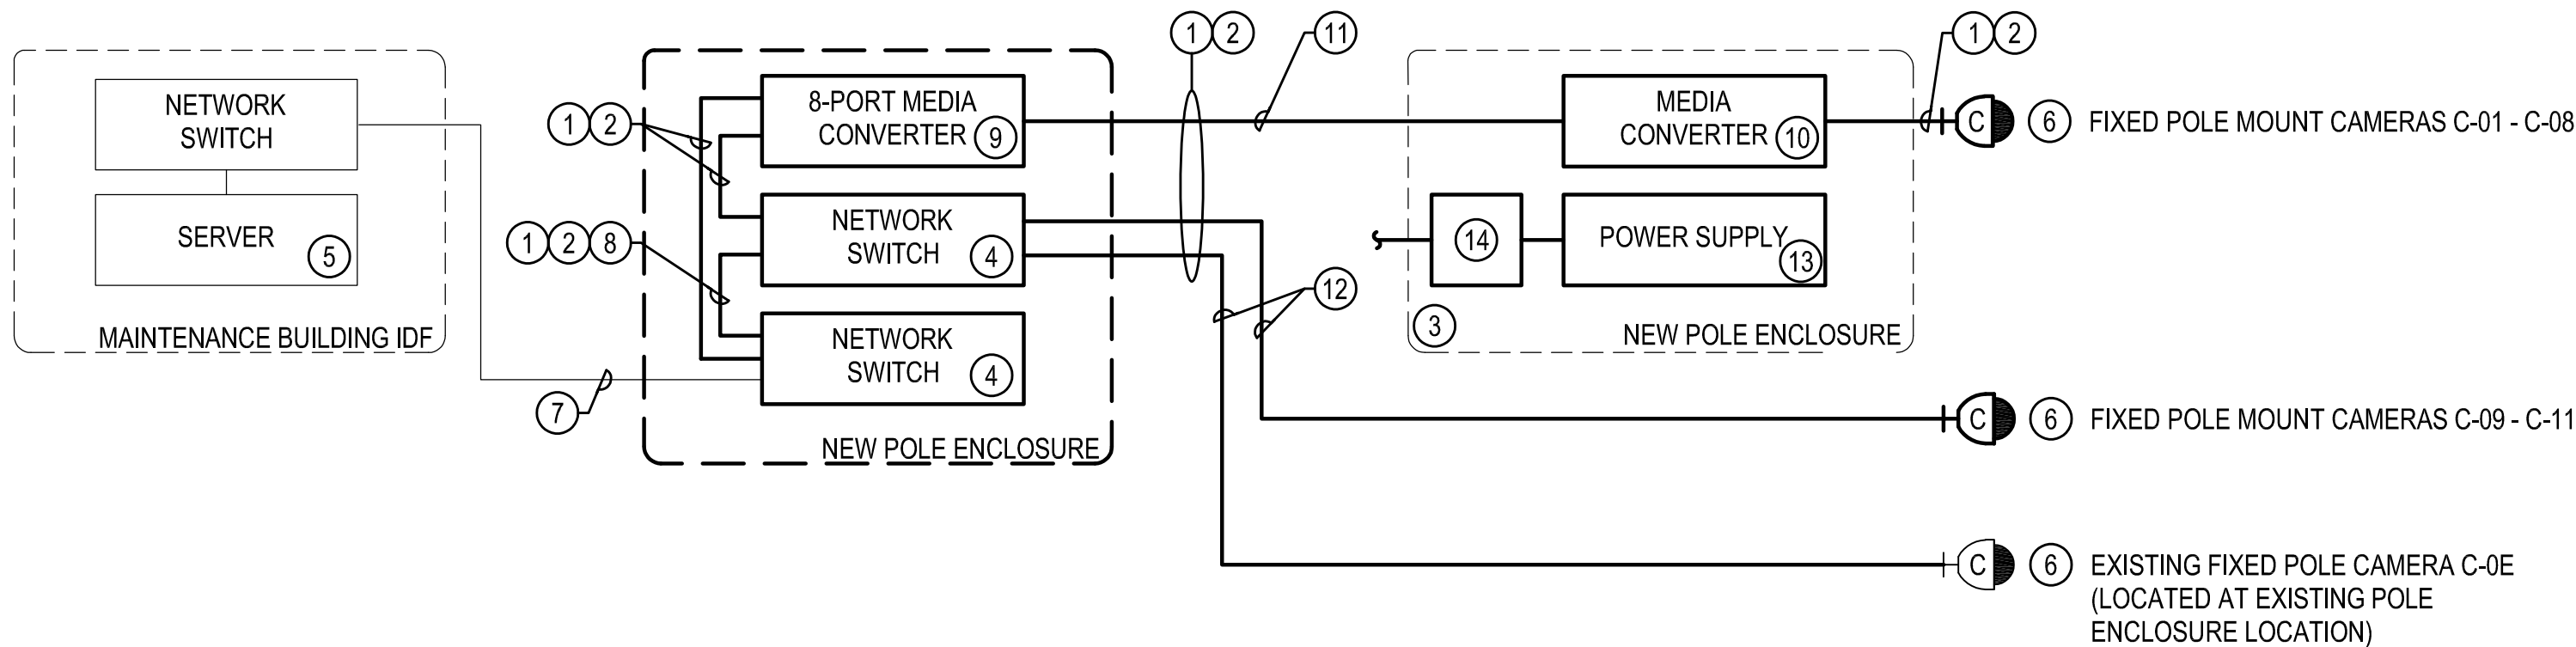 1 2
11
1 2
NETWORK
SWITCH
SERVER
5
MAINTENANCE BUILDING IDF
1 2
1 2 8
7
8-PORT MEDIA
CONVERTER 9
NETWORK
SWITCH 4
NETWORK
SWITCH 4
NEW POLE ENCLOSURE
12
MEDIA
CONVERTER 10
14
POWER SUPPLY
13
3
NEW POLE ENCLOSURE
C 6 FIXED POLE MOUNT CAMERAS C-01 - C-08
C 6 FIXED POLE MOUNT CAMERAS C-09 - C-11
C 6 EXISTING FIXED POLE CAMERA C-0E
(LOCATED AT EXISTING POLE
ENCLOSURE LOCATION)